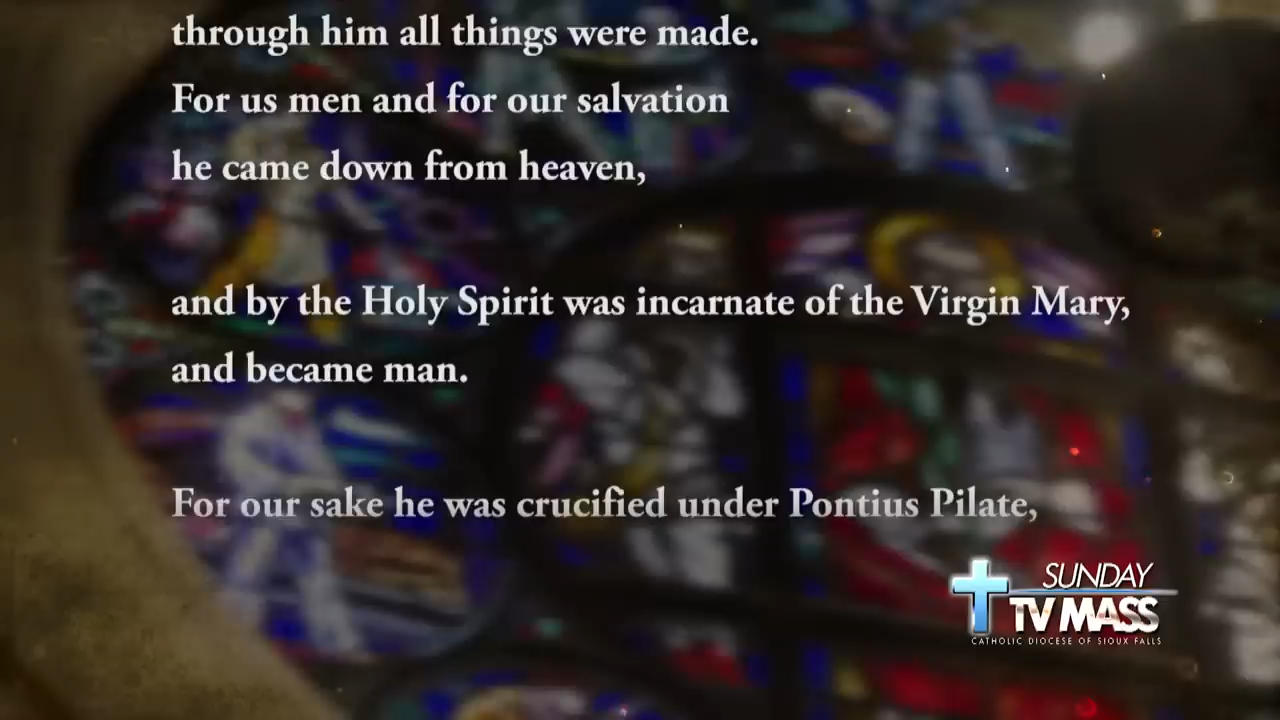 through him all things were made.
For us men and for our salvation
he came down from heaven,
and by the Holy Spirit was incarnate of the Virgin Mary,
and became man.
For our sake he was crucified under Pontius Pilate,
SUNDAY
TV MASS
CATHOLIC DIOCESE OF SIOUX FALLS